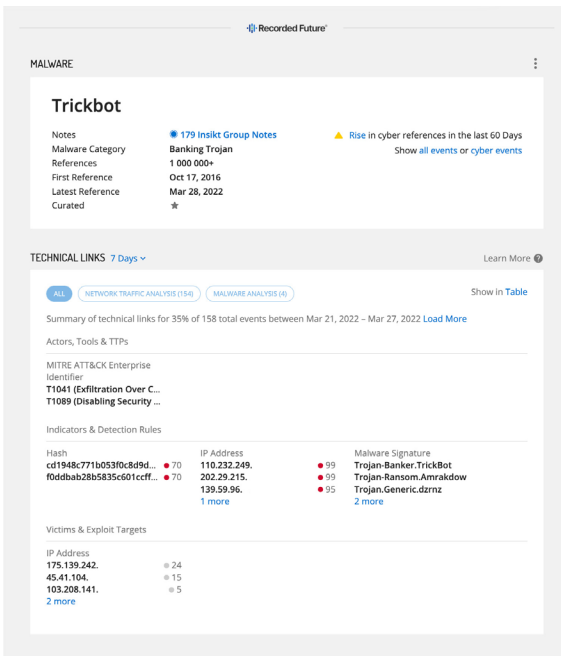 Recorded Future®
MALWARE
Trickbot
Notes 179 Insikt Group Notes
Malware Category Banking Trojan
References 1 000 000+
First Reference Oct 17, 2016
Latest Reference Mar 28, 2022
Curated
Rise in cyber references in the last 60 Days
Show all events or cyber events
TECHNICAL LINKS 7 Days
Learn More ?
ALL NETWORK TRAFFIC ANALYSIS (154) MALWARE ANALYSIS (4)
Show in Table
Summary of technical links for 35% of 158 total events between Mar 21, 2022 – Mar 27, 2022 Load More
Actors, Tools & TTPs
MITRE ATT&CK Enterprise
Identifier
T1041 (Exfiltration Over C...
T1089 (Disabling Security ...
Indicators & Detection Rules
Hash
cd1948c771b053f0c8d9d... 70
f0ddbab28b5835c601ccff... 70
IP Address
110.232.249. 99
202.29.215. 99
139.59.96. 95
1 more
Malware Signature
Trojan-Banker.TrickBot
Trojan-Ransom.Amrakdow
Trojan.Generic.dzrnz
2 more
Victims & Exploit Targets
IP Address
175.139.242. 24
45.41.104. 15
103.208.141. 5
2 more